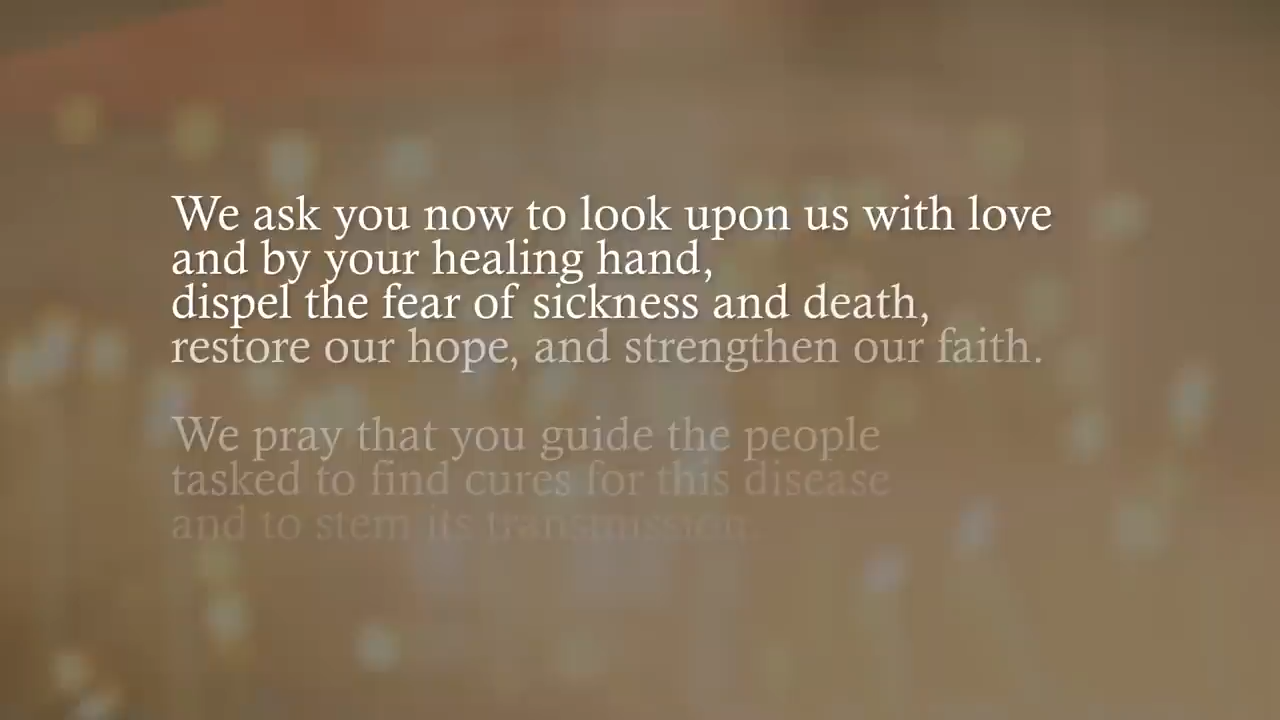 We ask you now to look upon us with love
and by your healing hand,
dispel the fear of sickness and death,
restore our hope, and strengthen our faith.
We pray that you guide the people
tasked to find cures for this disease
and to stem its transmission.